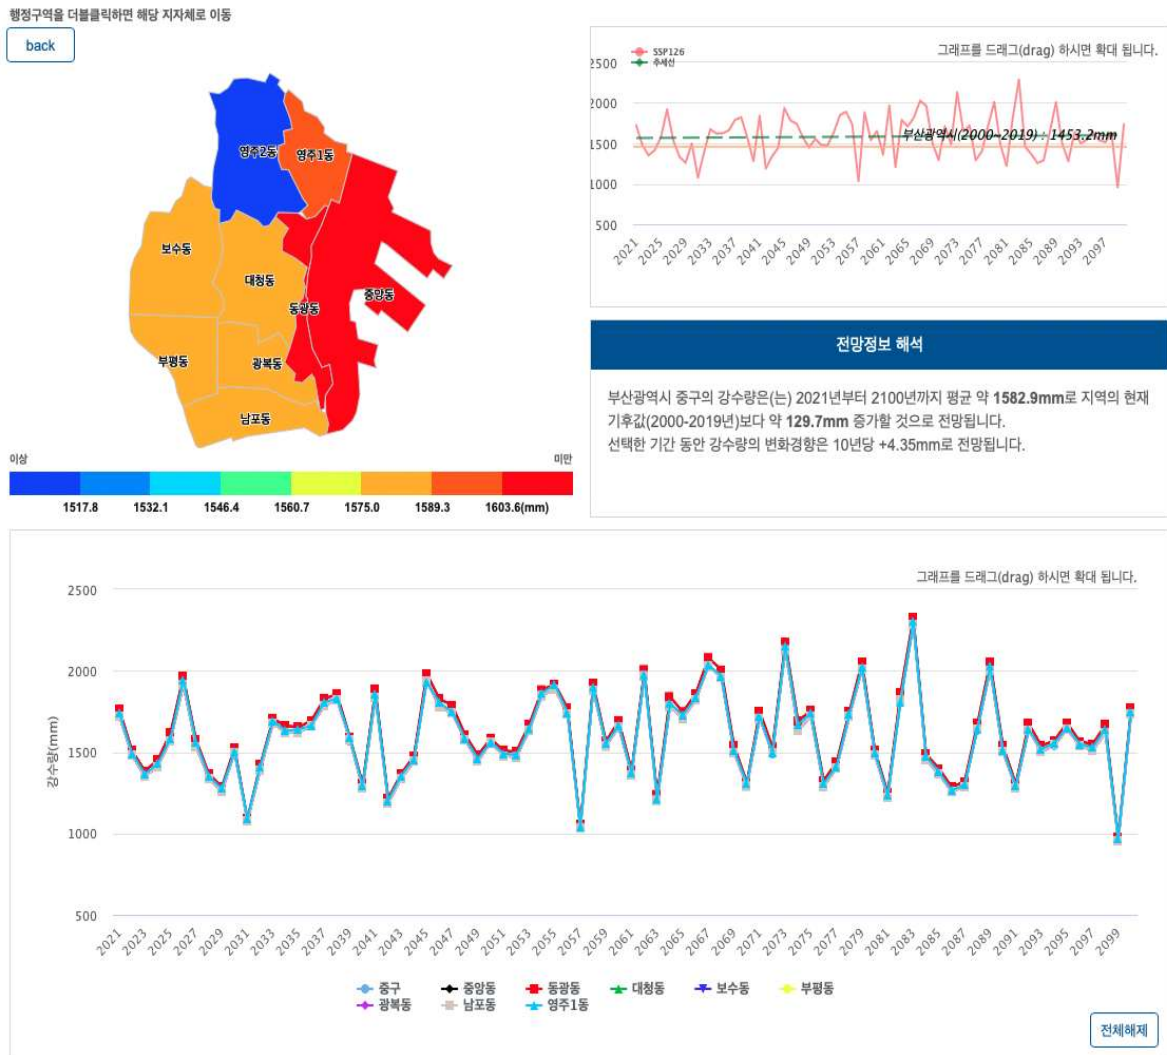 행정구역을 더블클릭하면 해당 지자체로 이동
back
영주2동
영주1동
보수동
대청동
동광동
중앙동
부평동
광복동
남포동
이상 미만
1517.8 1532.1 1546.4 1560.7 1575.0 1589.3 1603.6(mm)
SSP126
추세선
그래프를 드래그(drag) 하시면 확대 됩니다.
2500
2000
부산광역시(2000~2019) : 1453.2mm
1500
1000
500
2021 2025 2029 2033 2037 2041 2045 2049 2053 2057 2061 2065 2069 2073 2077 2081 2085 2089 2093 2097
전망정보 해석
부산광역시 중구의 강수량은(는) 2021년부터 2100년까지 평균 약 1582.9mm로 지역의 현재
기후값(2000-2019년)보다 약 129.7mm 증가할 것으로 전망됩니다.
선택한 기간 동안 강수량의 변화경향은 10년당 +4.35mm로 전망됩니다.
그래프를 드래그(drag) 하시면 확대 됩니다.
2500
2000
1500
1000
500
강수량(mm)
2021 2023 2025 2027 2029 2031 2033 2035 2037 2039 2041 2043 2045 2047 2049 2051 2053 2055 2057 2059 2061 2063 2065 2067 2069 2071 2073 2075 2077 2079 2081 2083 2085 2087 2089 2091 2093 2095 2097 2099
중구 중앙동 동광동 대청동 보수동 부평동
광복동 남포동 영주1동
전체해제